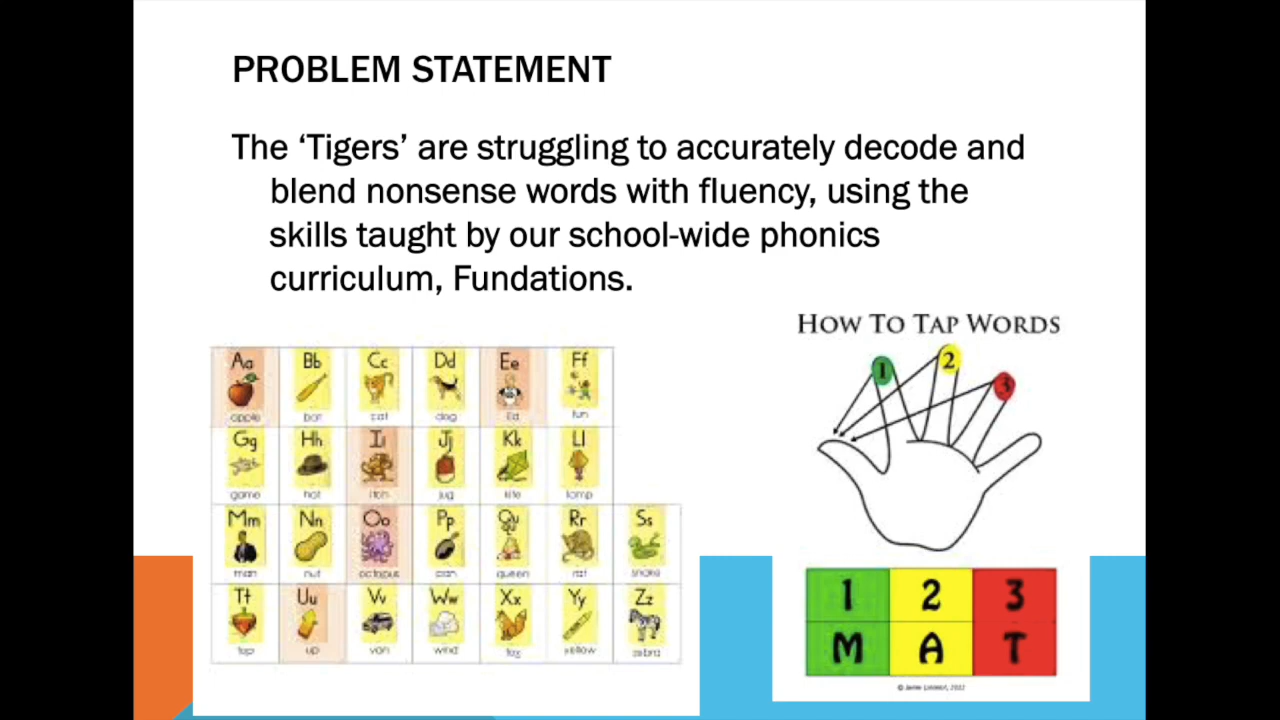 PROBLEM STATEMENT
The ‘Tigers’ are struggling to accurately decode and
blend nonsense words with fluency, using the
skills taught by our school-wide phonics
curriculum, Fundations.
HOW TO TAP WORDS
1 2 3
Aa Bb Cc Dd Ee Ff
apple bat cat dog Ed fun
Gg Hh Ii Jj Kk Ll
game hat itch jug kite lamp
Mm Nn Oo Pp Qu Rr Ss
man nut octopus pan queen rat snake
Tt Uu Vv Ww Xx Yy Zz
top up van wind fox yellow zebra
1 2 3
M A T